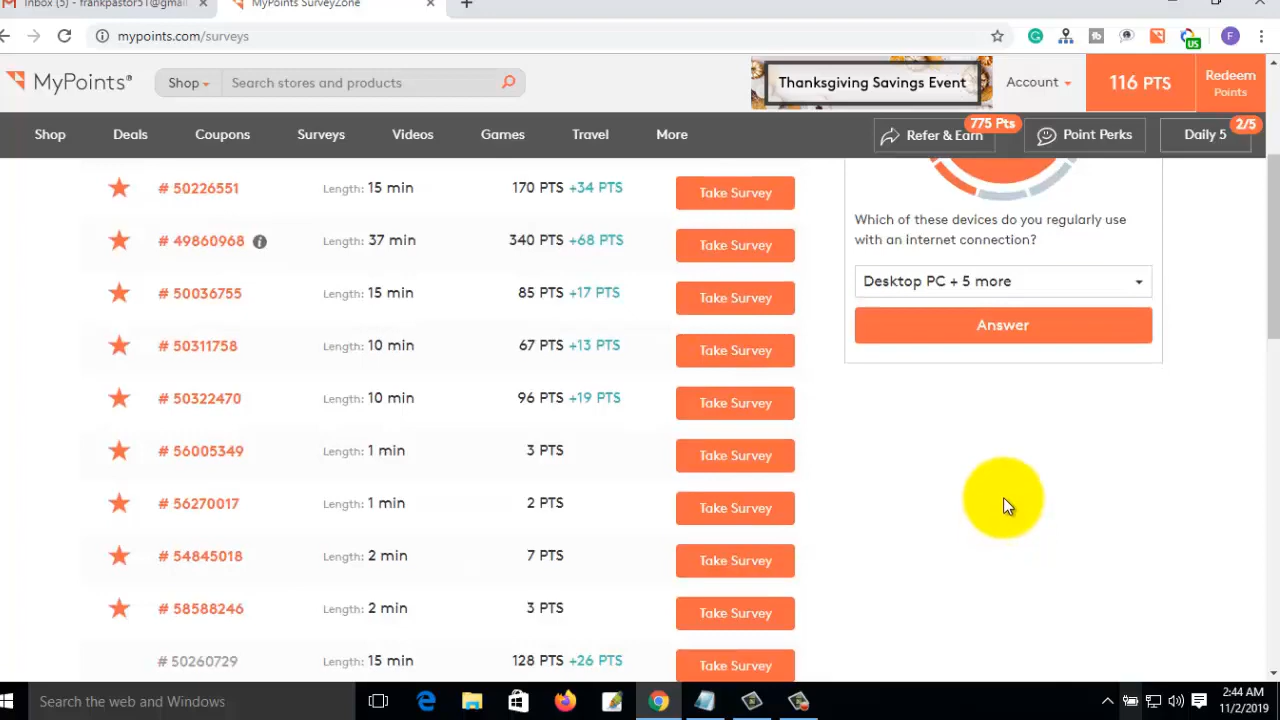 Inbox (5) - frankpastor51@gmail
MyPoints SurveyZone
mypoints.com/surveys
US
F
MyPoints®
Shop
Search stores and products
Thanksgiving Savings Event
Account
116 PTS
Redeem
Points
Shop
Deals
Coupons
Surveys
Videos
Games
Travel
More
Refer & Earn
775 Pts
Point Perks
Daily 5
2/5
# 50226551 Length: 15 min 170 PTS +34 PTS Take Survey
# 49860968 Length: 37 min 340 PTS +68 PTS Take Survey
# 50036755 Length: 15 min 85 PTS +17 PTS Take Survey
# 50311758 Length: 10 min 67 PTS +13 PTS Take Survey
# 50322470 Length: 10 min 96 PTS +19 PTS Take Survey
# 56005349 Length: 1 min 3 PTS Take Survey
# 56270017 Length: 1 min 2 PTS Take Survey
# 54845018 Length: 2 min 7 PTS Take Survey
# 58588246 Length: 2 min 3 PTS Take Survey
# 50260729 Length: 15 min 128 PTS +26 PTS Take Survey
Which of these devices do you regularly use
with an internet connection?
Desktop PC + 5 more
Answer
Search the web and Windows
2:44 AM
11/2/2019